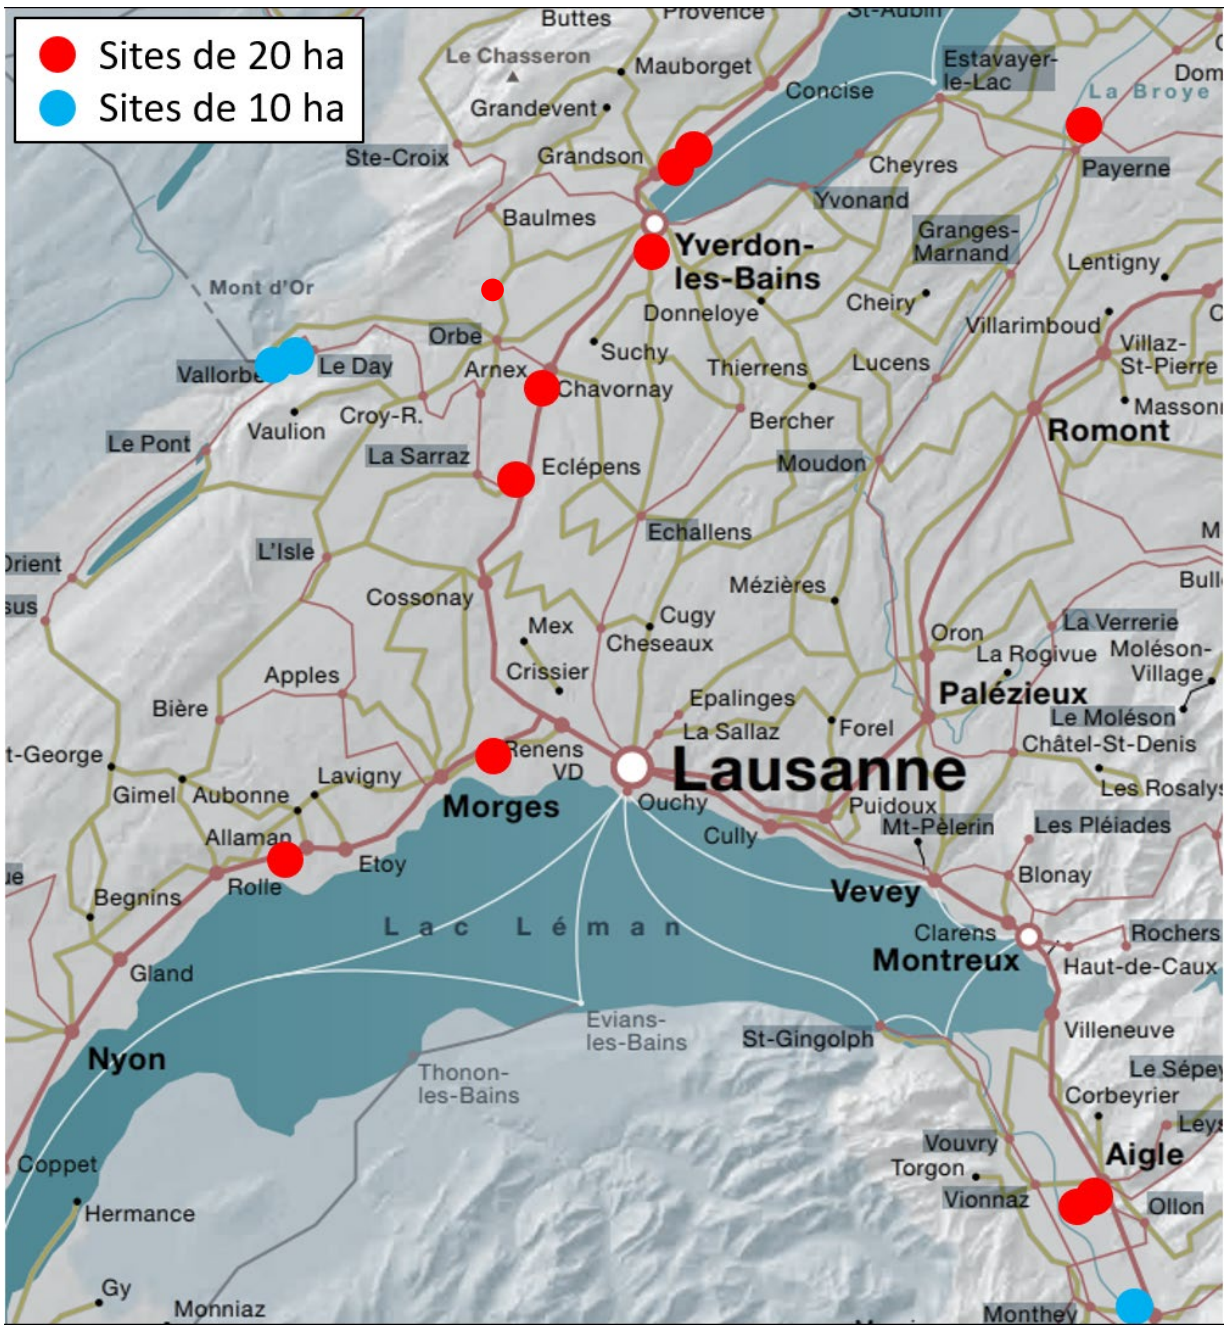 Sites de 20 ha
Sites de 10 ha
Buttes
Provence
St-Aubin
Le Chasseron
Mauborget
Estavayer-
le-Lac
Concise
Dom
La Broye
Grandevent
Ste-Croix
Grandson
Cheyres
Payerne
Yvonand
Baulmes
Yverdon-
les-Bains
Granges-
Marnand
Lentigny
Mont d'Or
Donneloye
Cheiry
Villarimboud
Orbe
Suchy
Villaz-
St-Pierre
Vallorbe
Le Day
Arnex
Chavornay
Thierrens
Lucens
Croy-R.
Vaulion
Bercher
Massonn
Romont
Le Pont
La Sarraz
Eclépens
Moudon
Echallens
L'Isle
Orient
Mézières
Bull
sus
Cossonay
Cugy
Mex
Cheseaux
La Verrerie
Oron
Crissier
La Rogivue
Moléson-
Village
Apples
Epalinges
Palézieux
Bière
La Sallaz
Forel
Le Moléson
t-George
Renens
VD
Châtel-St-Denis
Lavigny
Lausanne
Gimel
Aubonne
Les Rosalys
Morges
Ouchy
Puidoux
Cully
Mt-Pèlerin
Les Pléiades
Allaman
Etoy
Rolle
Blonay
Begnins
Vevey
Lac Léman
Clarens
Rochers
Montreux
Haut-de-Caux
Gland
Evians-
les-Bains
St-Gingolph
Villeneuve
Nyon
Thonon-
les-Bains
Le Sépey
Corbeyrier
Leys
Vouvry
Aigle
Coppet
Torgon
Vionnaz
Ollon
Hermance
Gy
Monniaz
Monthey